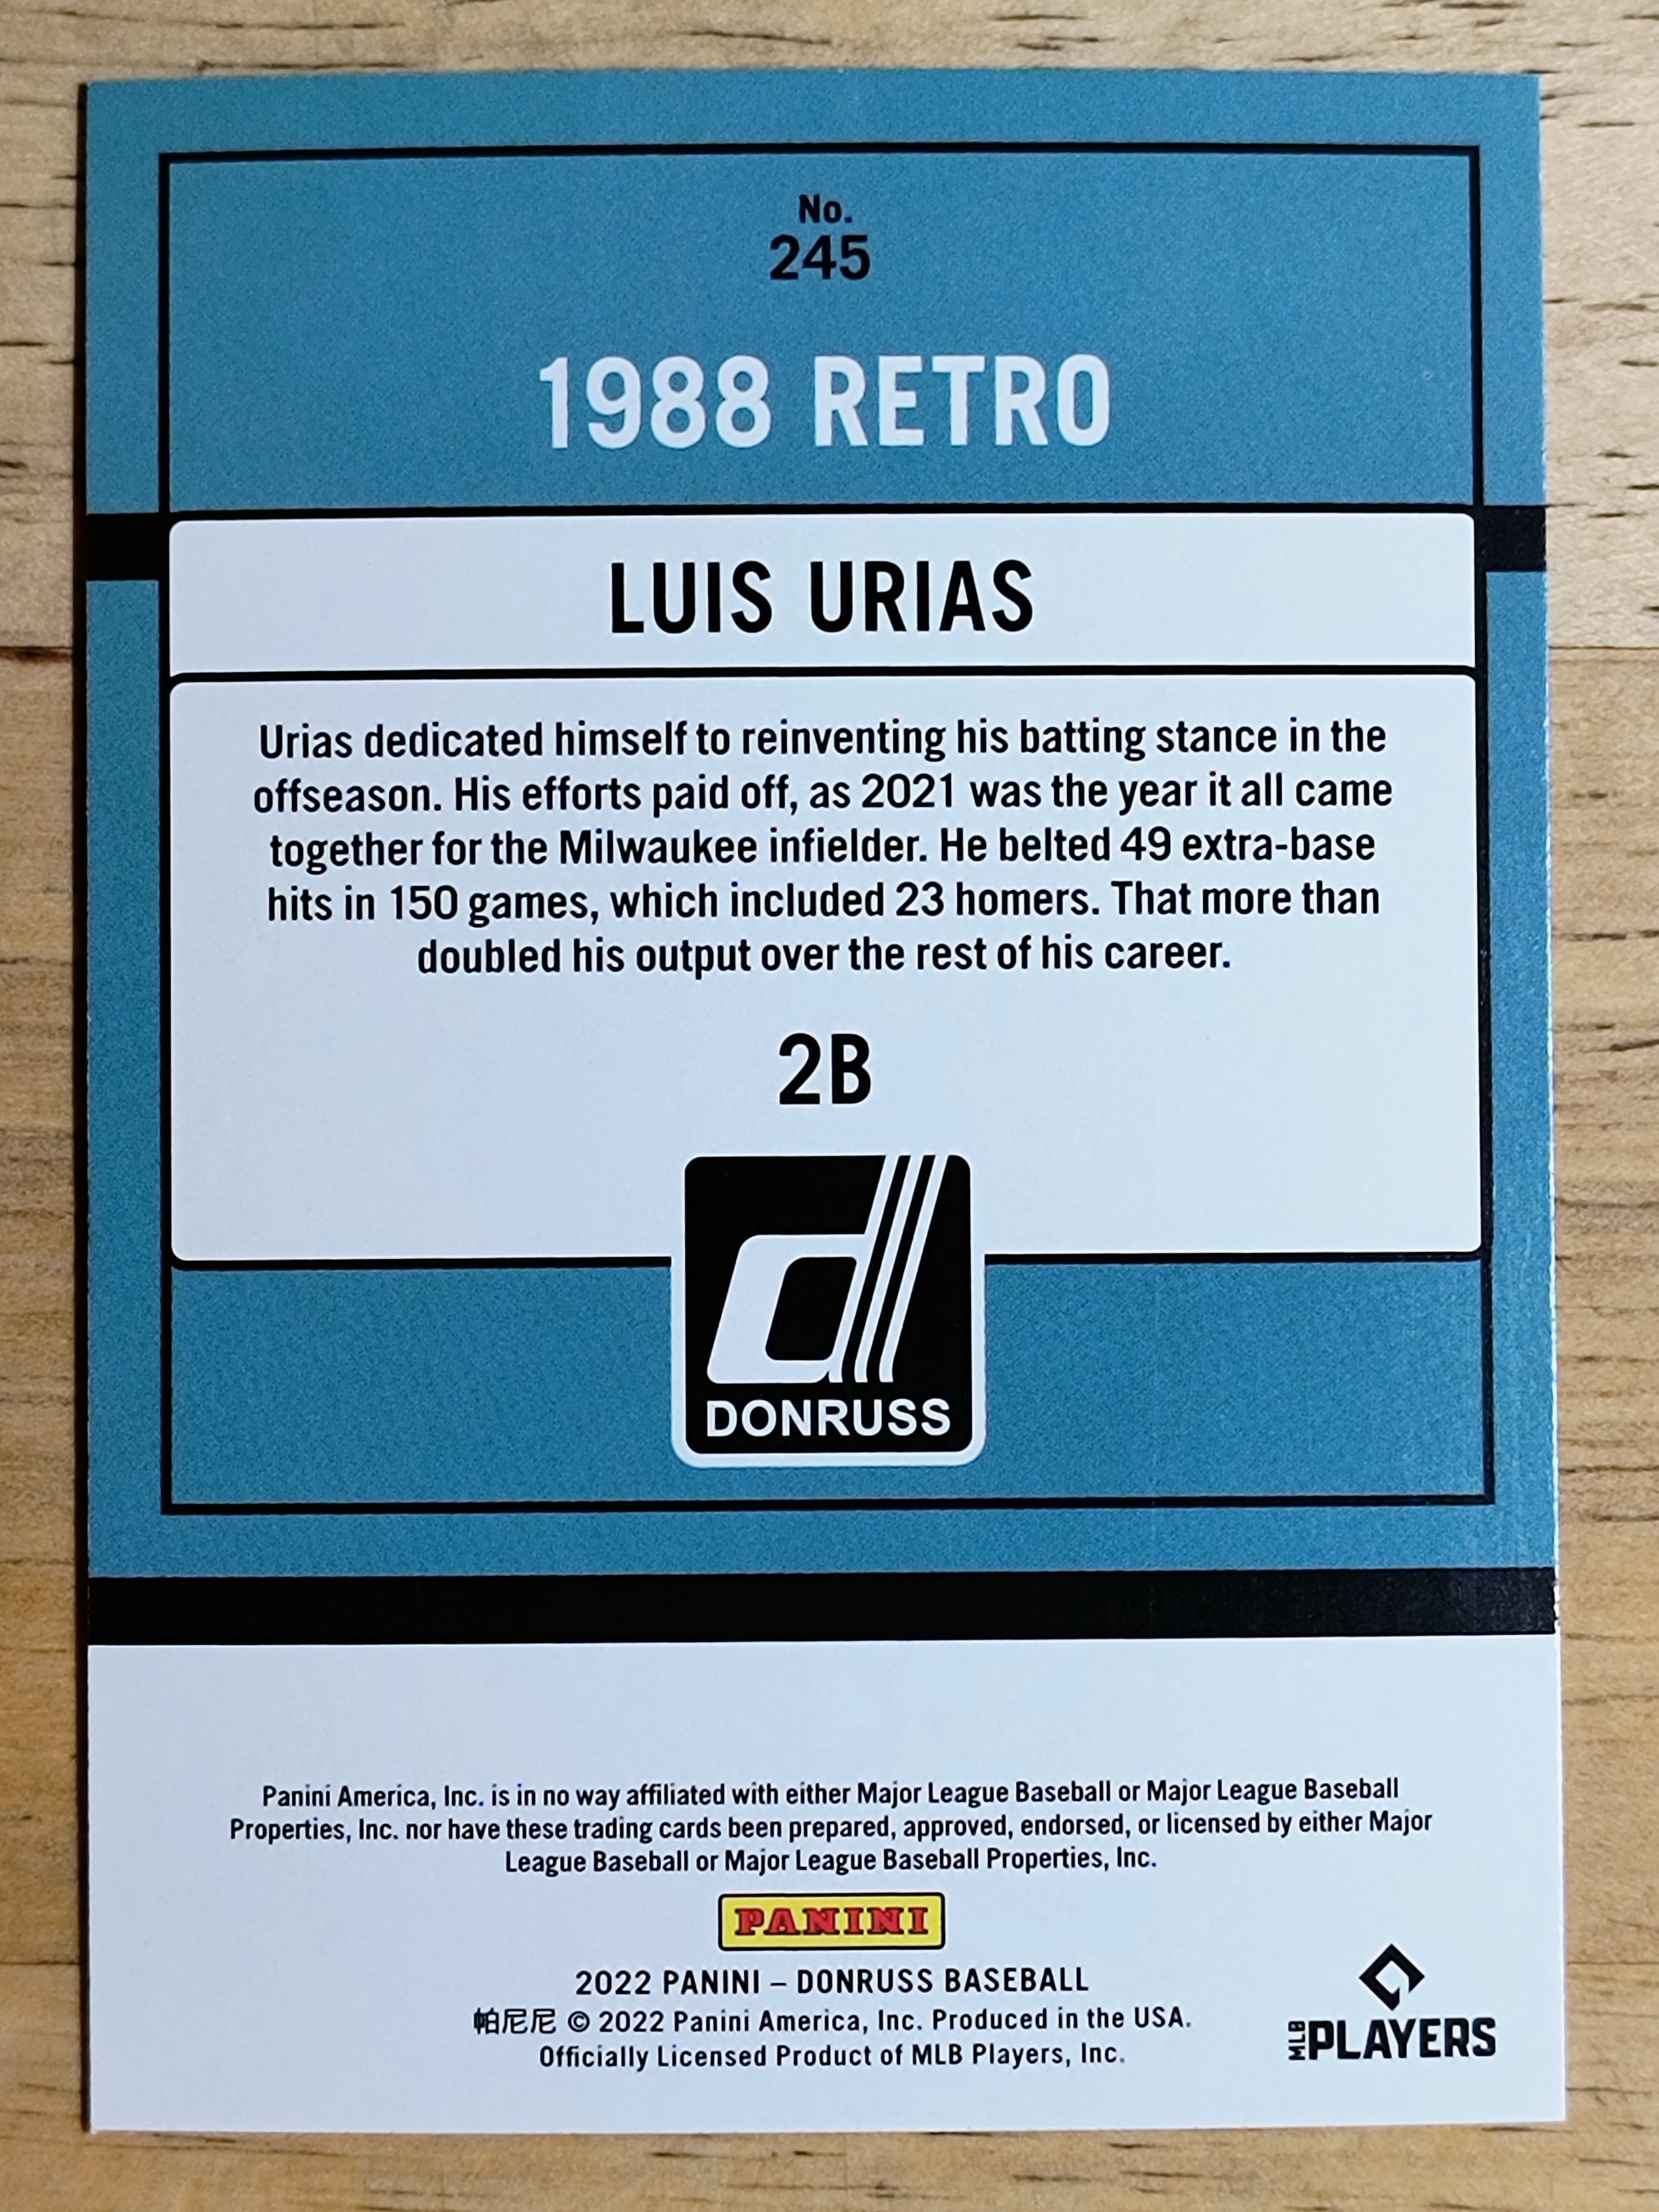 No.
245
1988 RETRO
LUIS URIAS
Urias dedicated himself to reinventing his batting stance in the
offseason. His efforts paid off, as 2021 was the year it all came
together for the Milwaukee infielder. He belted 49 extra-base
hits in 150 games, which included 23 homers. That more than
doubled his output over the rest of his career.
2B
d
DONRUSS
Panini America, Inc. is in no way affiliated with either Major League Baseball or Major League Baseball
Properties, Inc. nor have these trading cards been prepared, approved, endorsed, or licensed by either Major
League Baseball or Major League Baseball Properties, Inc.
PANINI
2022 PANINI – DONRUSS BASEBALL
帕尼尼 © 2022 Panini America, Inc. Produced in the USA.
Officially Licensed Product of MLB Players, Inc.
MLB PLAYERS